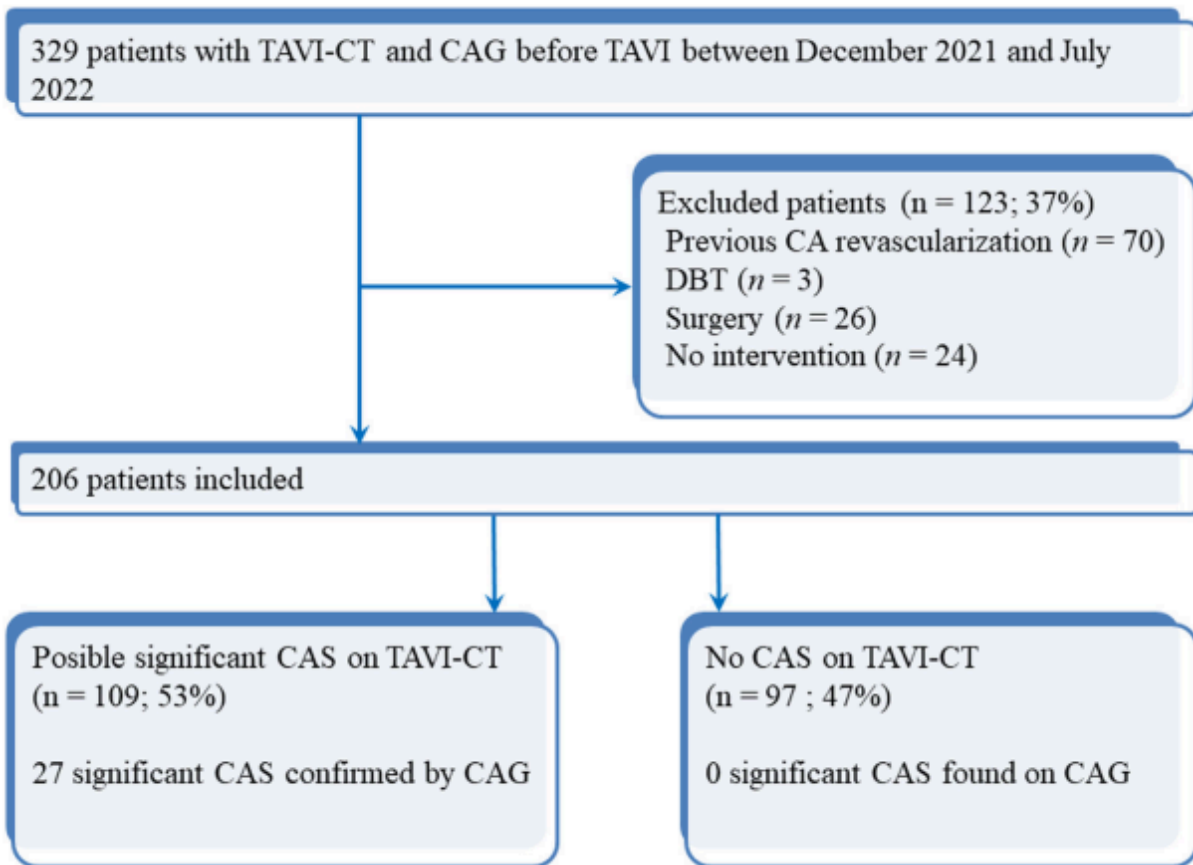 329 patients with TAVI-CT and CAG before TAVI between December 2021 and July
2022
Excluded patients (n = 123; 37%)
Previous CA revascularization (n = 70)
DBT (n = 3)
Surgery (n = 26)
No intervention (n = 24)
206 patients included
Posible significant CAS on TAVI-CT
(n = 109; 53%)
27 significant CAS confirmed by CAG
No CAS on TAVI-CT
(n = 97 ; 47%)
0 significant CAS found on CAG